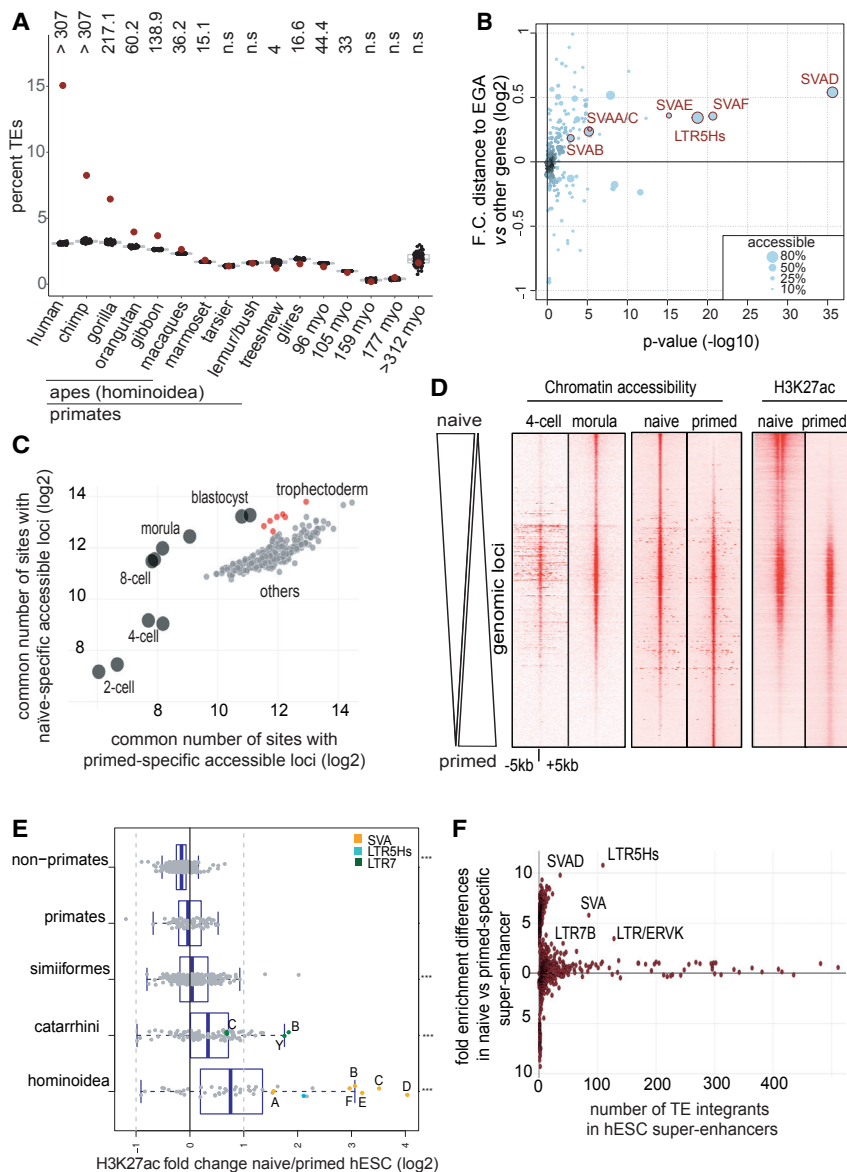 A
> 307
> 307
217.1
60.2
138.9
36.2
15.1
n.s
n.s
4
16.6
44.4
33
n.s
n.s
n.s
percent TEs
15
10
5
0
human
chimp
gorilla
orangutan
gibbon
macaques
marmoset
tarsier
lemur/bush
treeshrew
glires
96 myo
105 myo
159 myo
177 myo
>312 myo
apes (hominoidea)
primates
B
F.C. distance to EGA
vs other genes (log2)
1
0.5
0
-0.5
-1
SVAD
SVAE
SVAF
SVAA/C
LTR5Hs
SVAB
accessible
80%
50%
25%
10%
-0
0
5
10
15
20
25
30
35
p-value (-log10)
C
common number of sites with
naïve-specific accessible loci (log2)
14
13
12
10
8
blastocyst
trophectoderm
morula
8-cell
others
4-cell
2-cell
8
10
12
14
common number of sites with
primed-specific accessible loci (log2)
D
Chromatin accessibility
H3K27ac
naive
4-cell
morula
naive
primed
naive
primed
genomic loci
primed
-5kb
+5kb
E
SVA
LTR5Hs
LTR7
non-primates
***
primates
simiiformes
***
catarrhini
C
B
Y
***
hominoidea
A
B
F
E
C
D
***
-1
0
1
2
3
4
H3K27ac fold change naive/primed hESC (log2)
F
fold enrichment differences
in naive vs primed-specific
super-enhancer
10
5
0
5
10
SVAD
LTR5Hs
SVA
LTR7B
LTR/ERVK
0
100
200
300
400
number of TE integrants
in hESC super-enhancers